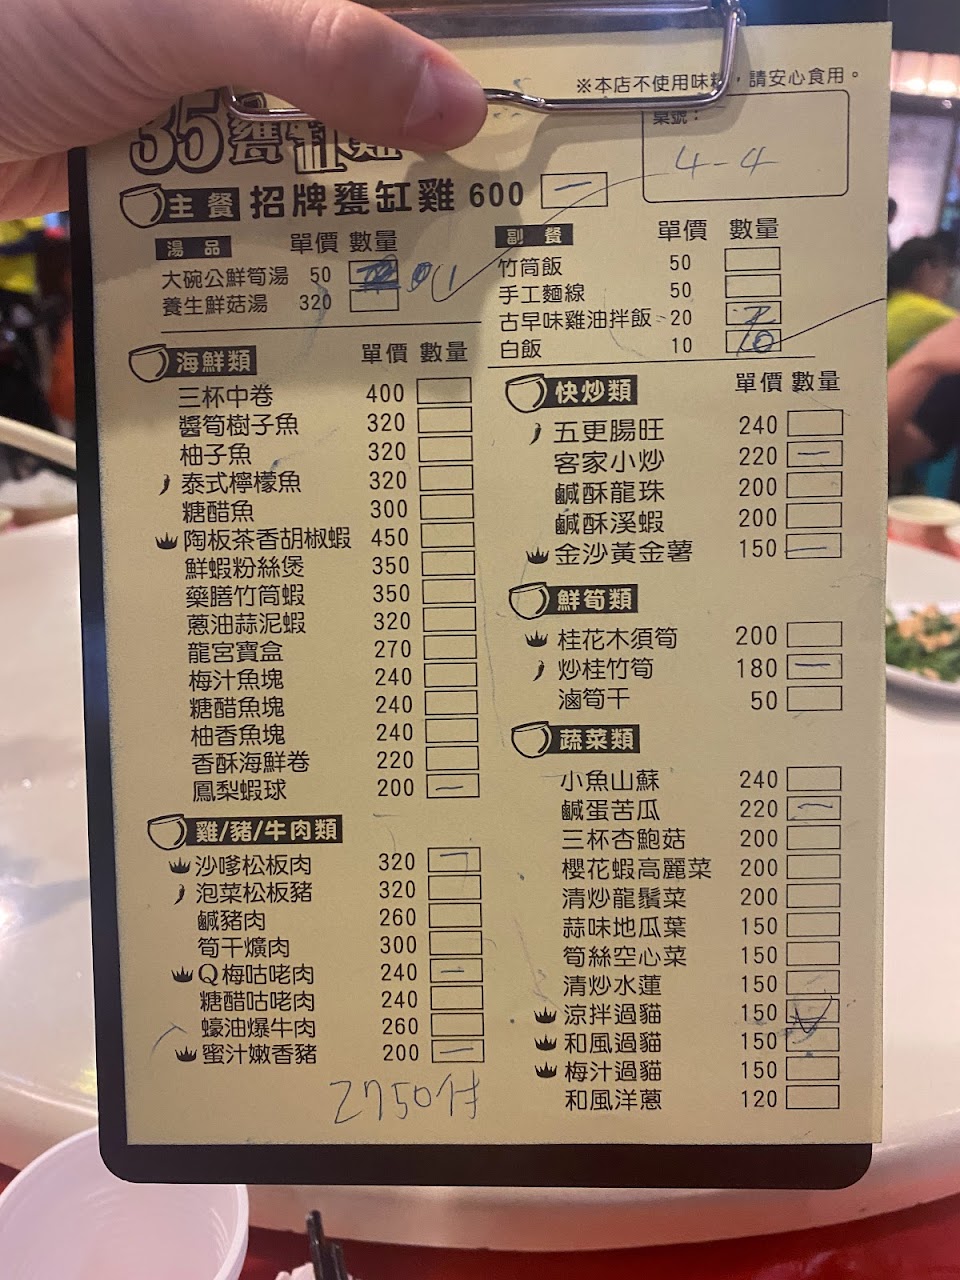 ※本店不使用味精，請安心食用。
35甕缸雞
桌號：
4-4
主餐 招牌甕缸雞 600 一
湯品 單價 數量
大碗公鮮筍湯 50
養生鮮菇湯 320
副餐 單價 數量
竹筒飯 50
手工麵線 50
古早味雞油拌飯 20
白飯 10 10
海鮮類 單價 數量
三杯中卷 400
醬筍樹子魚 320
柚子魚 320
泰式檸檬魚 320
糖醋魚 300
陶板茶香胡椒蝦 450
鮮蝦粉絲煲 350
藥膳竹筒蝦 350
蔥油蒜泥蝦 320
龍宮寶盒 270
梅汁魚塊 240
糖醋魚塊 240
柚香魚塊 240
香酥海鮮卷 220
鳳梨蝦球 200 一
雞/豬/牛肉類
沙嗲松板肉 320 一
泡菜松板豬 320
鹹豬肉 260
筍干爌肉 300
Q梅咕咾肉 240 一
糖醋咕咾肉 240
蠔油爆牛肉 260
蜜汁嫩香豬 200 一
2750付
快炒類 單價 數量
五更腸旺 240
客家小炒 220 一
鹹酥龍珠 200
鹹酥溪蝦 200
金沙黃金薯 150 一
鮮筍類
桂花木須筍 200
炒桂竹筍 180 一
滷筍干 50
蔬菜類
小魚山蘇 240
鹹蛋苦瓜 220 一
三杯杏鮑菇 200
櫻花蝦高麗菜 200
清炒龍鬚菜 200
蒜味地瓜葉 150
筍絲空心菜 150
清炒水蓮 150
涼拌過貓 150
和風過貓 150
梅汁過貓 150
和風洋蔥 120